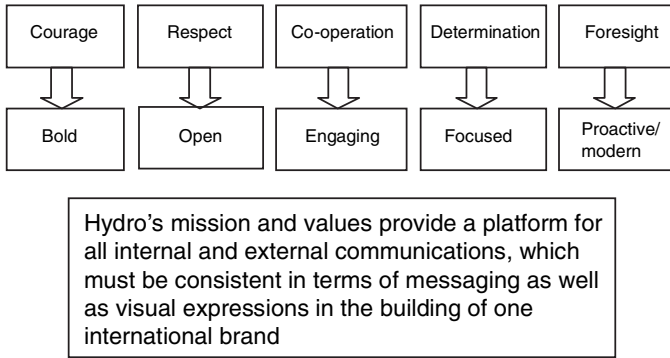 Courage
Respect
Co-operation
Determination
Foresight
Bold
Open
Engaging
Focused
Proactive/
modern
Hydro's mission and values provide a platform for
all internal and external communications, which
must be consistent in terms of messaging as well
as visual expressions in the building of one
international brand